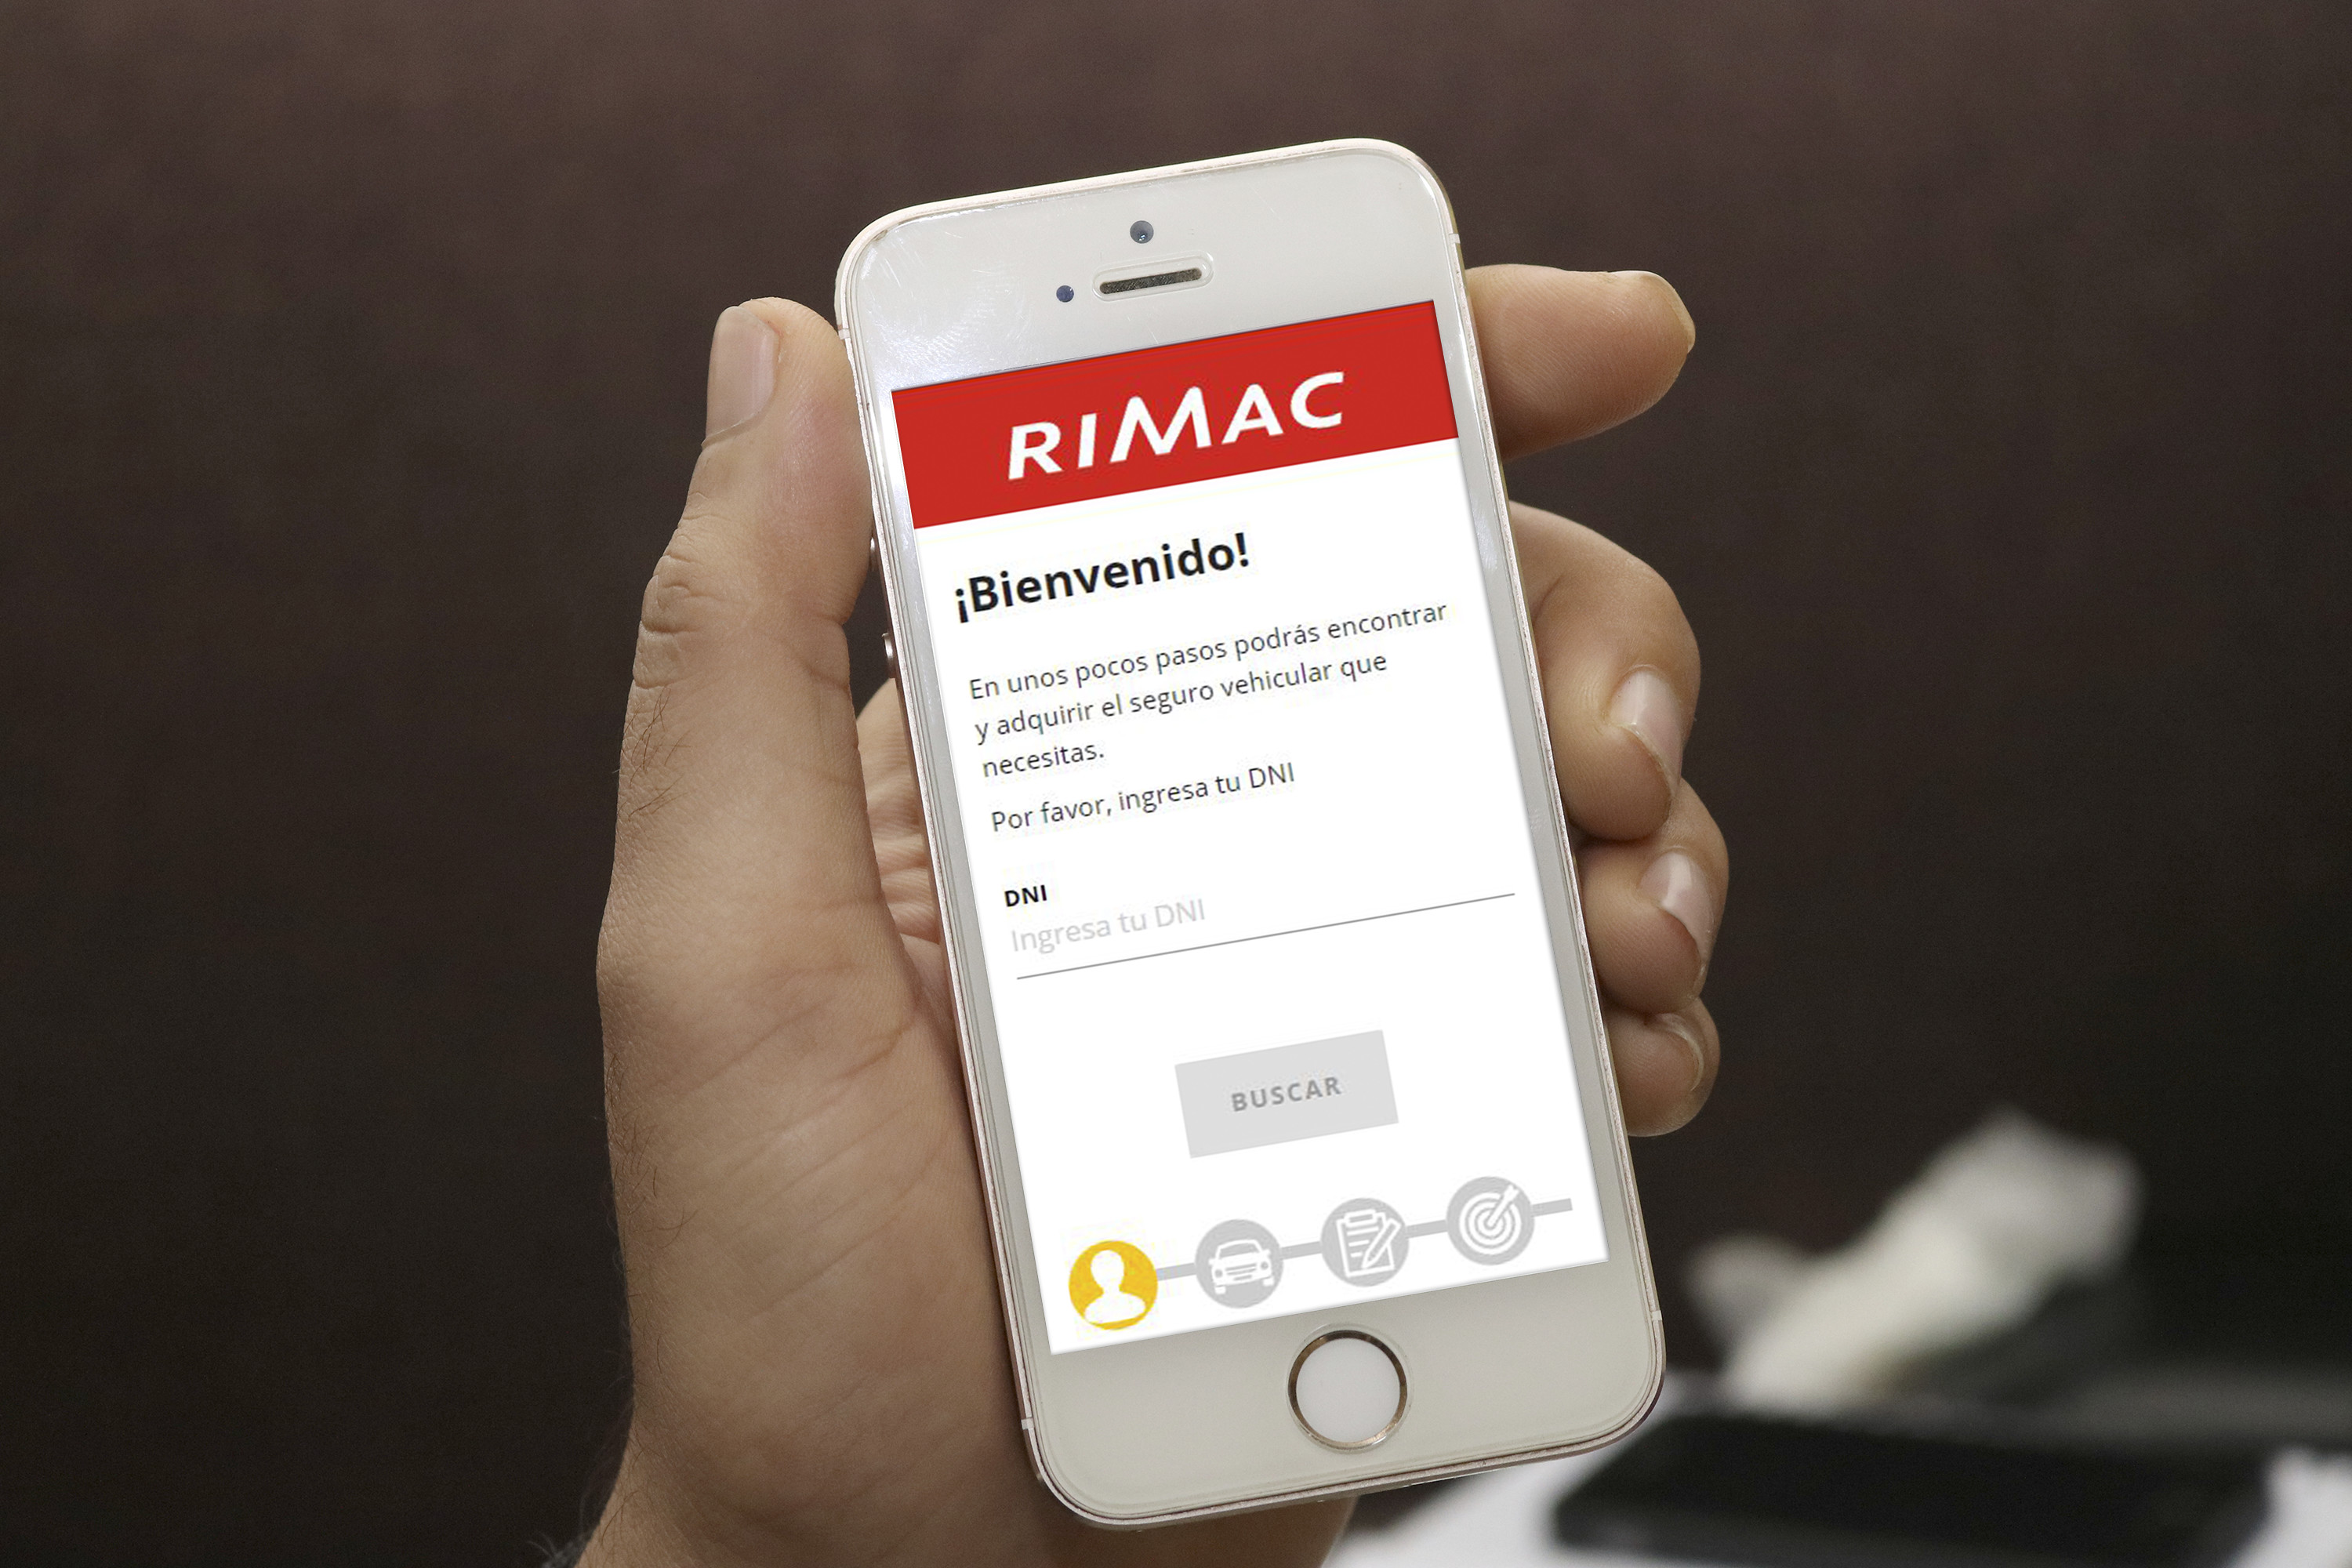 RIMAC
¡Bienvenido!
En unos pocos pasos podrás encontrar
y adquirir el seguro vehicular que
necesitas.
Por favor, ingresa tu DNI
DNI
Ingresa tu DNI
BUSCAR